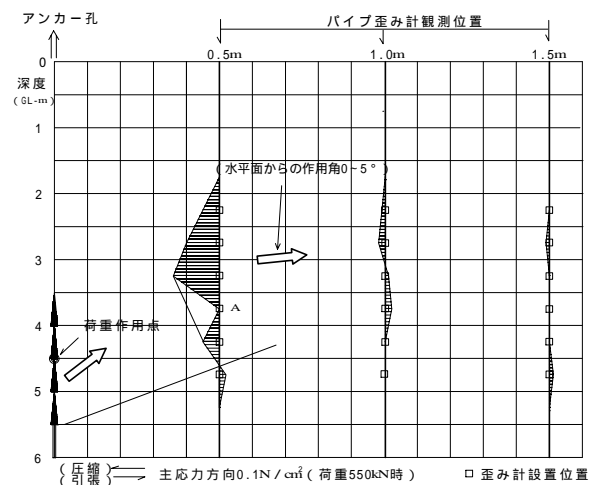 アンカー孔
パイプ歪み計観測位置
0.5m
1.0m
1.5m
0
深度
(GL-m)
1
(水平面からの作用角0~5°)
2
3
A
荷重作用点
4
5
6
(圧縮)
(引張)
主応力方向0.1N/cm²(荷重550kN時)
□歪み計設置位置